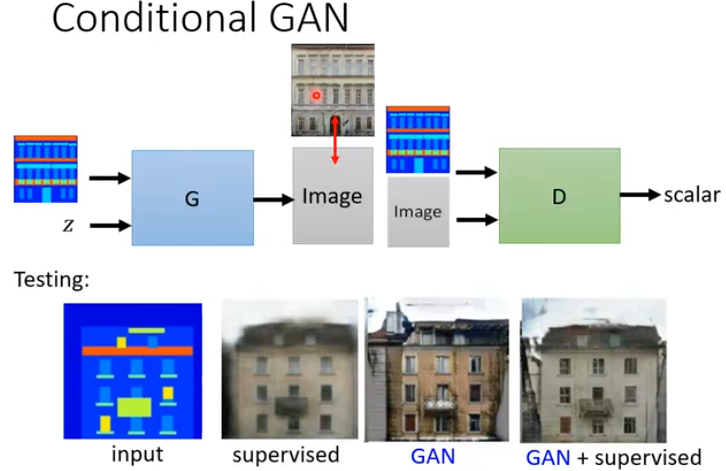 Conditional GAN
G
Image
Image
D
scalar
z
Testing:
input
supervised
GAN
GAN + supervised